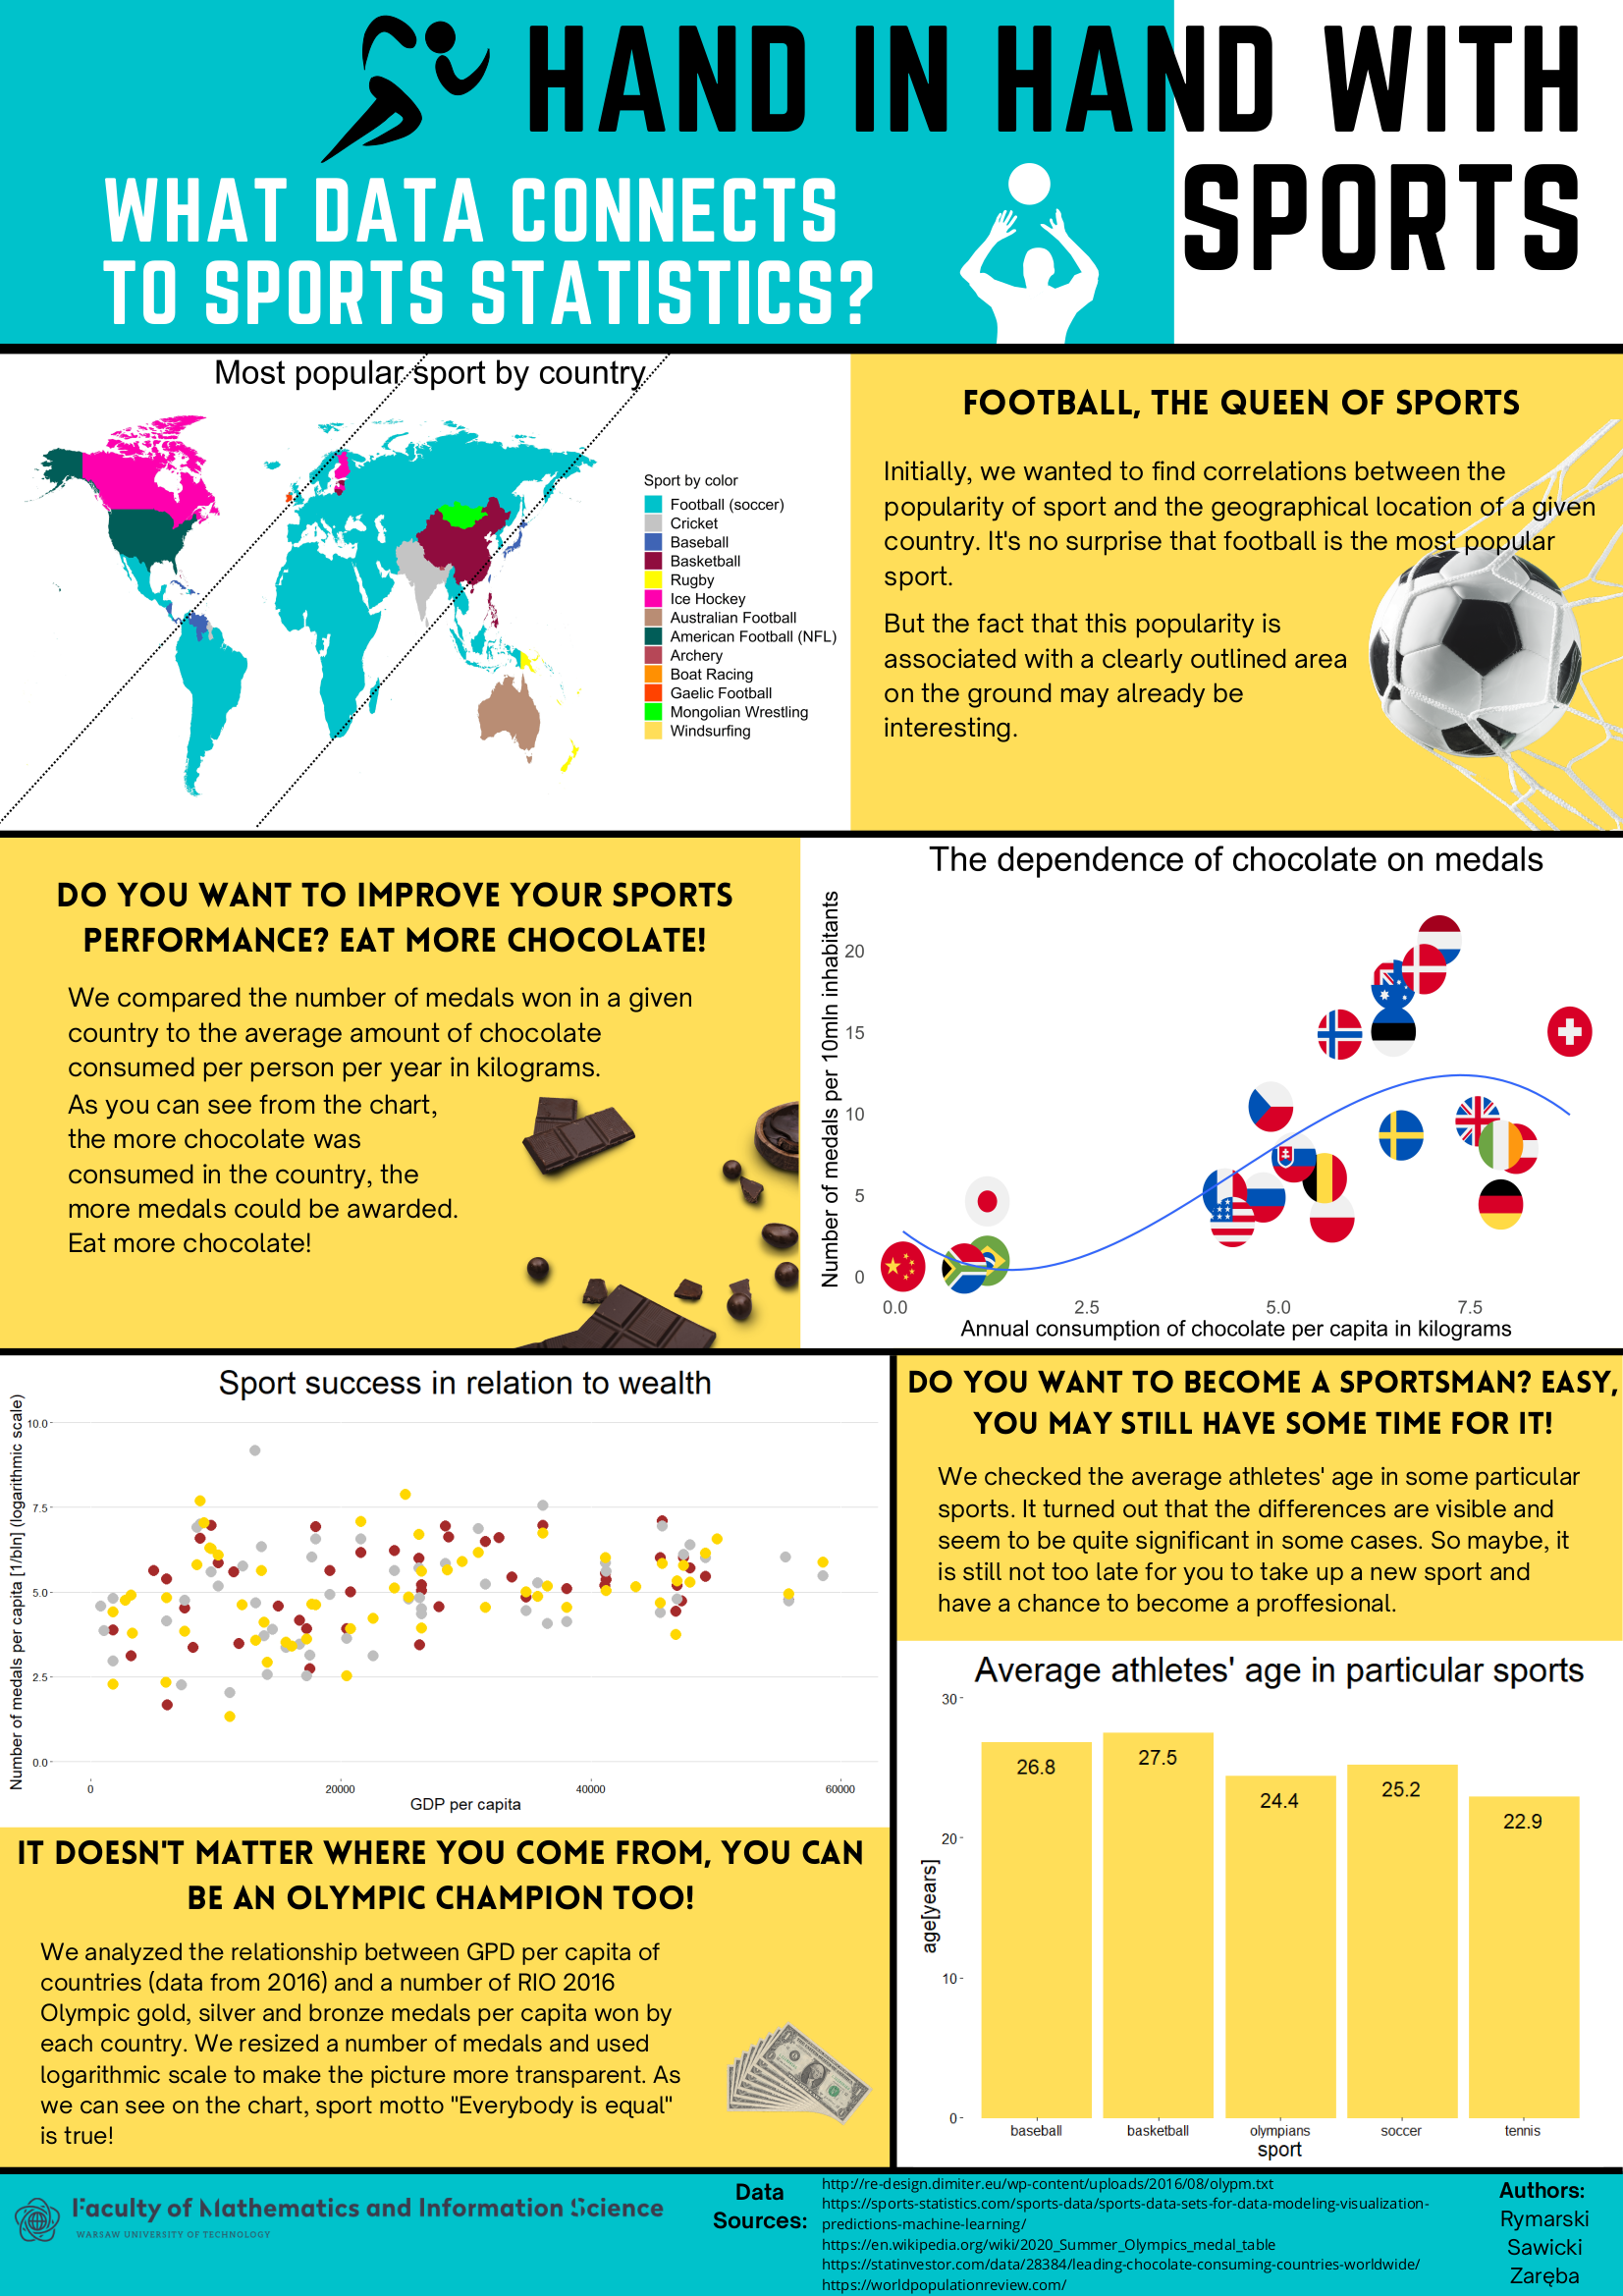 HAND IN HAND WITH
SPORTS
WHAT DATA CONNECTS
TO SPORTS STATISTICS?
Most popular sport by country
Sport by color
Football (soccer)
Cricket
Baseball
Basketball
Rugby
Ice Hockey
Australian Football
American Football (NFL)
Archery
Boat Racing
Gaelic Football
Mongolian Wrestling
Windsurfing
FOOTBALL, THE QUEEN OF SPORTS
Initially, we wanted to find correlations between the
popularity of sport and the geographical location of a given
country. It's no surprise that football is the most popular
sport.
But the fact that this popularity is
associated with a clearly outlined area
on the ground may already be
interesting.
DO YOU WANT TO IMPROVE YOUR SPORTS
PERFORMANCE? EAT MORE CHOCOLATE!
We compared the number of medals won in a given
country to the average amount of chocolate
consumed per person per year in kilograms.
As you can see from the chart,
the more chocolate was
consumed in the country, the
more medals could be awarded.
Eat more chocolate!
The dependence of chocolate on medals
Number of medals per 10mln inhabitants
20
15
10
5
0
0.0 2.5 5.0 7.5
Annual consumption of chocolate per capita in kilograms
Sport success in relation to wealth
Number of medals per capita [1/bln] (logarithmic scale)
10.0
7.5
5.0
2.5
0.0
0 20000 40000 60000
GDP per capita
IT DOESN'T MATTER WHERE YOU COME FROM, YOU CAN
BE AN OLYMPIC CHAMPION TOO!
We analyzed the relationship between GPD per capita of
countries (data from 2016) and a number of RIO 2016
Olympic gold, silver and bronze medals per capita won by
each country. We resized a number of medals and used
logarithmic scale to make the picture more transparent. As
we can see on the chart, sport motto "Everybody is equal"
is true!
DO YOU WANT TO BECOME A SPORTSMAN? EASY,
YOU MAY STILL HAVE SOME TIME FOR IT!
We checked the average athletes' age in some particular
sports. It turned out that the differences are visible and
seem to be quite significant in some cases. So maybe, it
is still not too late for you to take up a new sport and
have a chance to become a proffesional.
Average athletes' age in particular sports
age[years]
30
20
10
0
26.8 27.5 24.4 25.2 22.9
baseball basketball olympians soccer tennis
sport
Faculty of Mathematics and Information Science
WARSAW UNIVERSITY OF TECHNOLOGY
Data
Sources:
http://re-design.dimiter.eu/wp-content/uploads/2016/08/olypm.txt
https://sports-statistics.com/sports-data/sports-data-sets-for-data-modeling-visualization-
predictions-machine-learning/
https://en.wikipedia.org/wiki/2020_Summer_Olympics_medal_table
https://statinvestor.com/data/28384/leading-chocolate-consuming-countries-worldwide/
https://worldpopulationreview.com/
Authors:
Rymarski
Sawicki
Zaręba